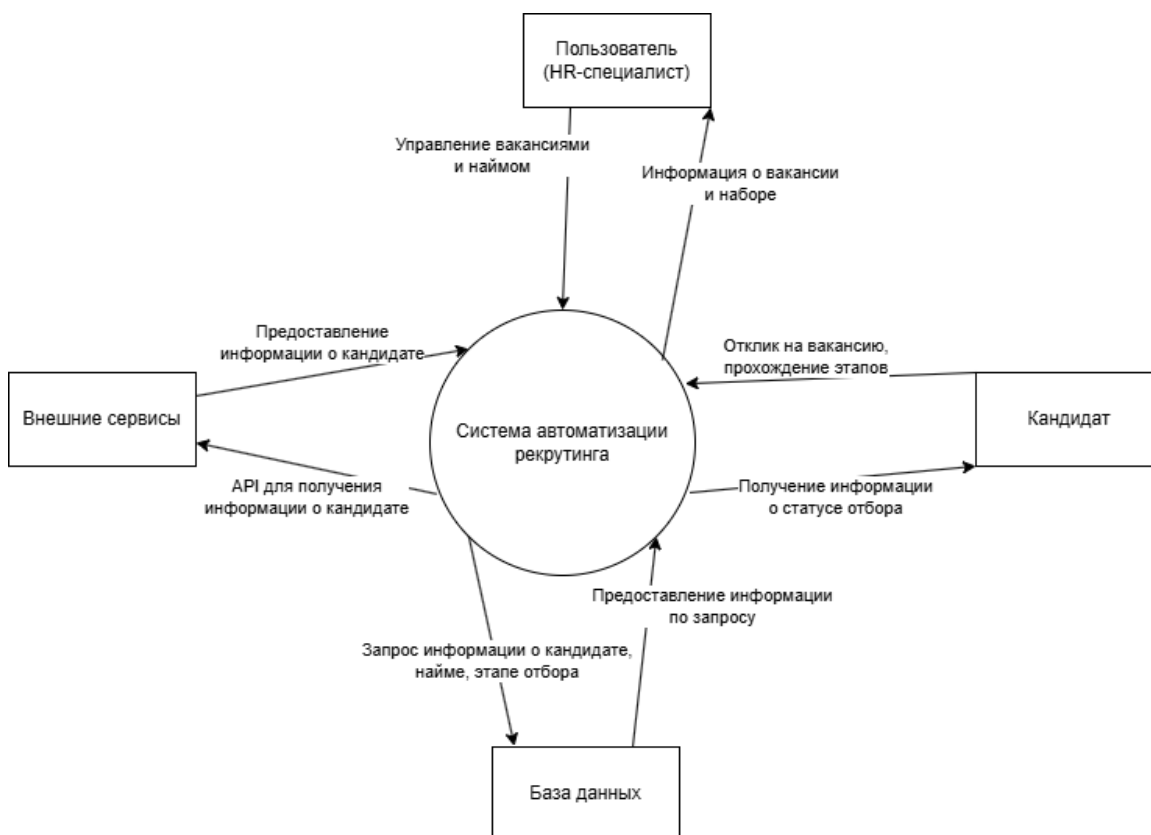 Пользователь
(HR-специалист)
Управление вакансиями
и наймом
Информация о вакансии
и наборе
Предоставление
информации о кандидате
Отклик на вакансию,
прохождение этапов
Внешние сервисы
Система автоматизации
рекрутинга
Кандидат
API для получения
информации о кандидате
Получение информации
о статусе отбора
Предоставление информации
по запросу
Запрос информации о кандидате,
найме, этапе отбора
База данных